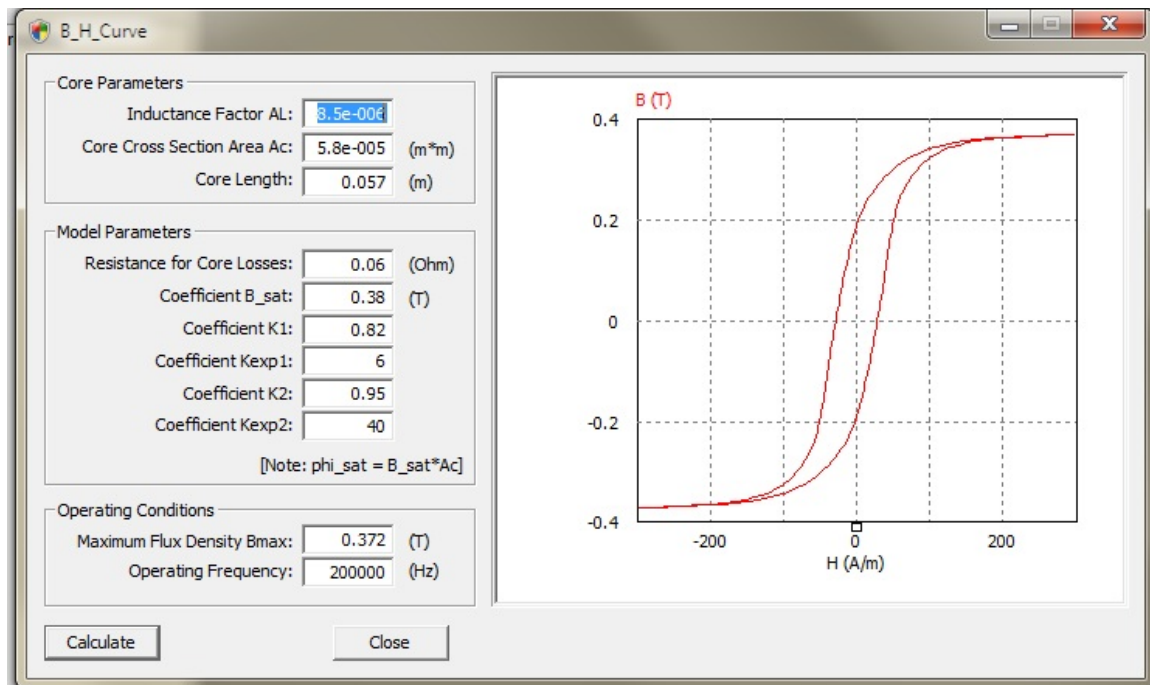 B_H_Curve
Core Parameters
Inductance Factor AL: 8.5e-006
Core Cross Section Area Ac: 5.8e-005 (m*m)
Core Length: 0.057 (m)
Model Parameters
Resistance for Core Losses: 0.06 (Ohm)
Coefficient B_sat: 0.38 (T)
Coefficient K1: 0.82
Coefficient Kexp1: 6
Coefficient K2: 0.95
Coefficient Kexp2: 40
[Note: phi_sat = B_sat*Ac]
Operating Conditions
Maximum Flux Density Bmax: 0.372 (T)
Operating Frequency: 200000 (Hz)
Calculate Close
B (T)
0.4
0.2
0
-0.2
-0.4
-200 0 200
H (A/m)